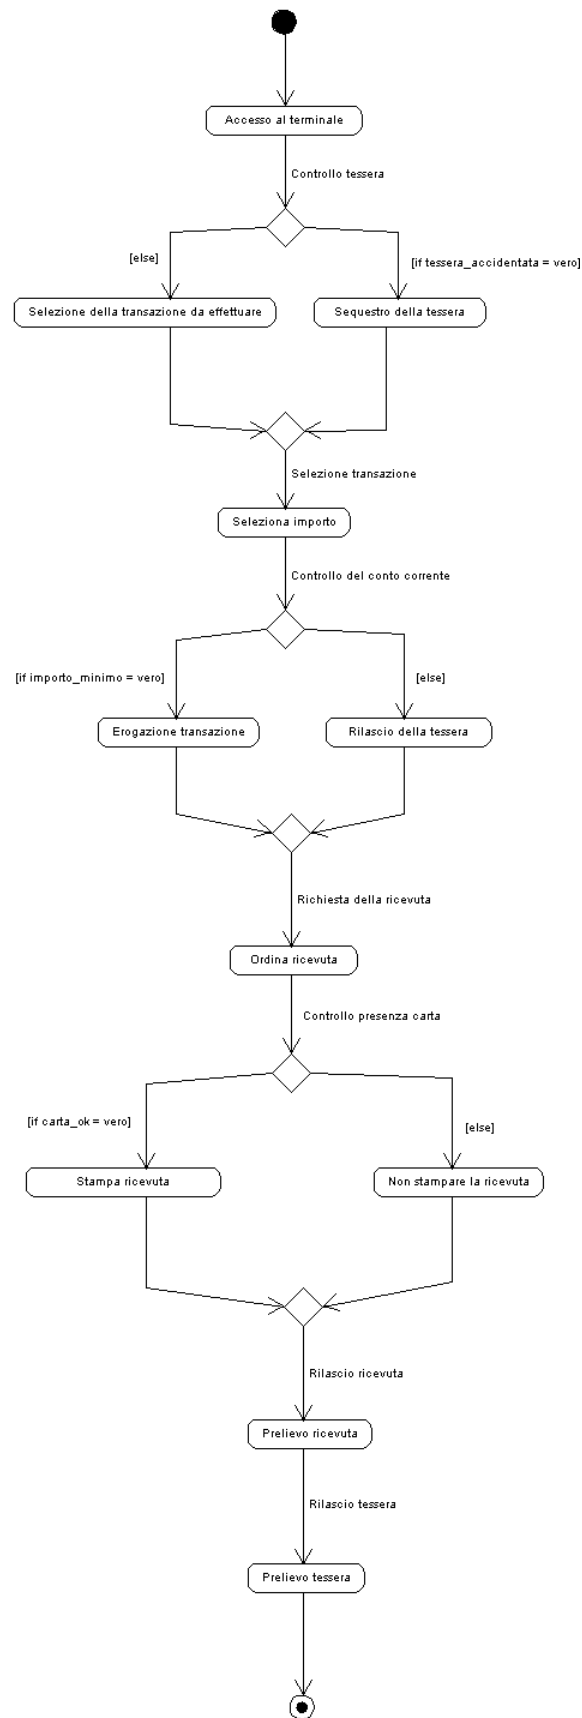 Accesso al terminale
Controllo tessera
[else]
[if tessera_accidentata = vero]
Selezione della transazione da effettuare
Sequestro della tessera
Selezione transazione
Seleziona importo
Controllo del conto corrente
[if importo_minimo = vero]
[else]
Erogazione transazione
Rilascio della tessera
Richiesta della ricevuta
Ordina ricevuta
Controllo presenza carta
[if carta_ok = vero]
[else]
Stampa ricevuta
Non stampare la ricevuta
Rilascio ricevuta
Prelievo ricevuta
Rilascio tessera
Prelievo tessera